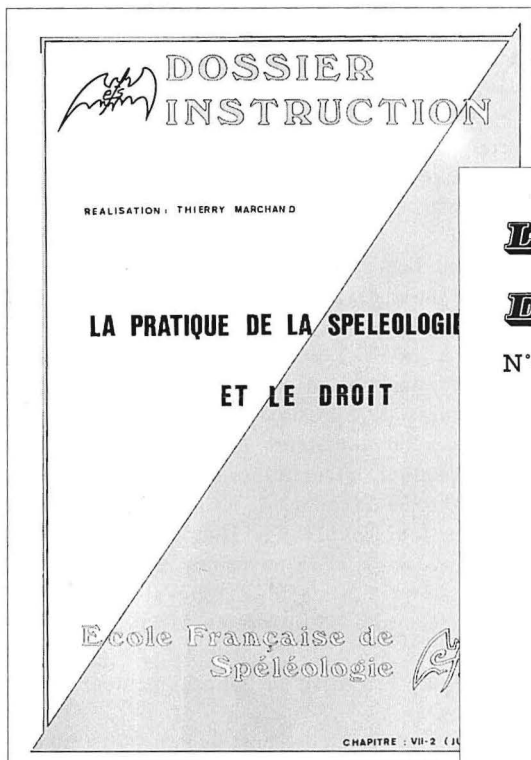 DOSSIER
INSTRUCTION
efs
REALISATION: THIERRY MARCHAND
LA PRATIQUE DE LA SPELEOLOGIE
ET LE DROIT
N°
Ecole Française de
Spéléologie
CHAPITRE : VII-2